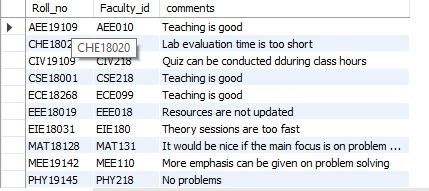 Roll_no Faculty_id comments
AEE19109 AEE010 Teaching is good
CHE1802 Lab evaluation time is too short
CHE18020
CIV19109 CIV218 Quiz can be conducted dduring class hours
CSE18001 CSE218 Teaching is good
ECE18268 ECE099 Teaching is good
EEE18019 EEE018 Resources are not updated
EIE18031 EIE180 Theory sessions are too fast
MAT18128 MAT131 It would be nice if the main focus is on problem ...
MEE19142 MEE110 More emphasis can be given on problem solving
PHY19145 PHY218 No problems